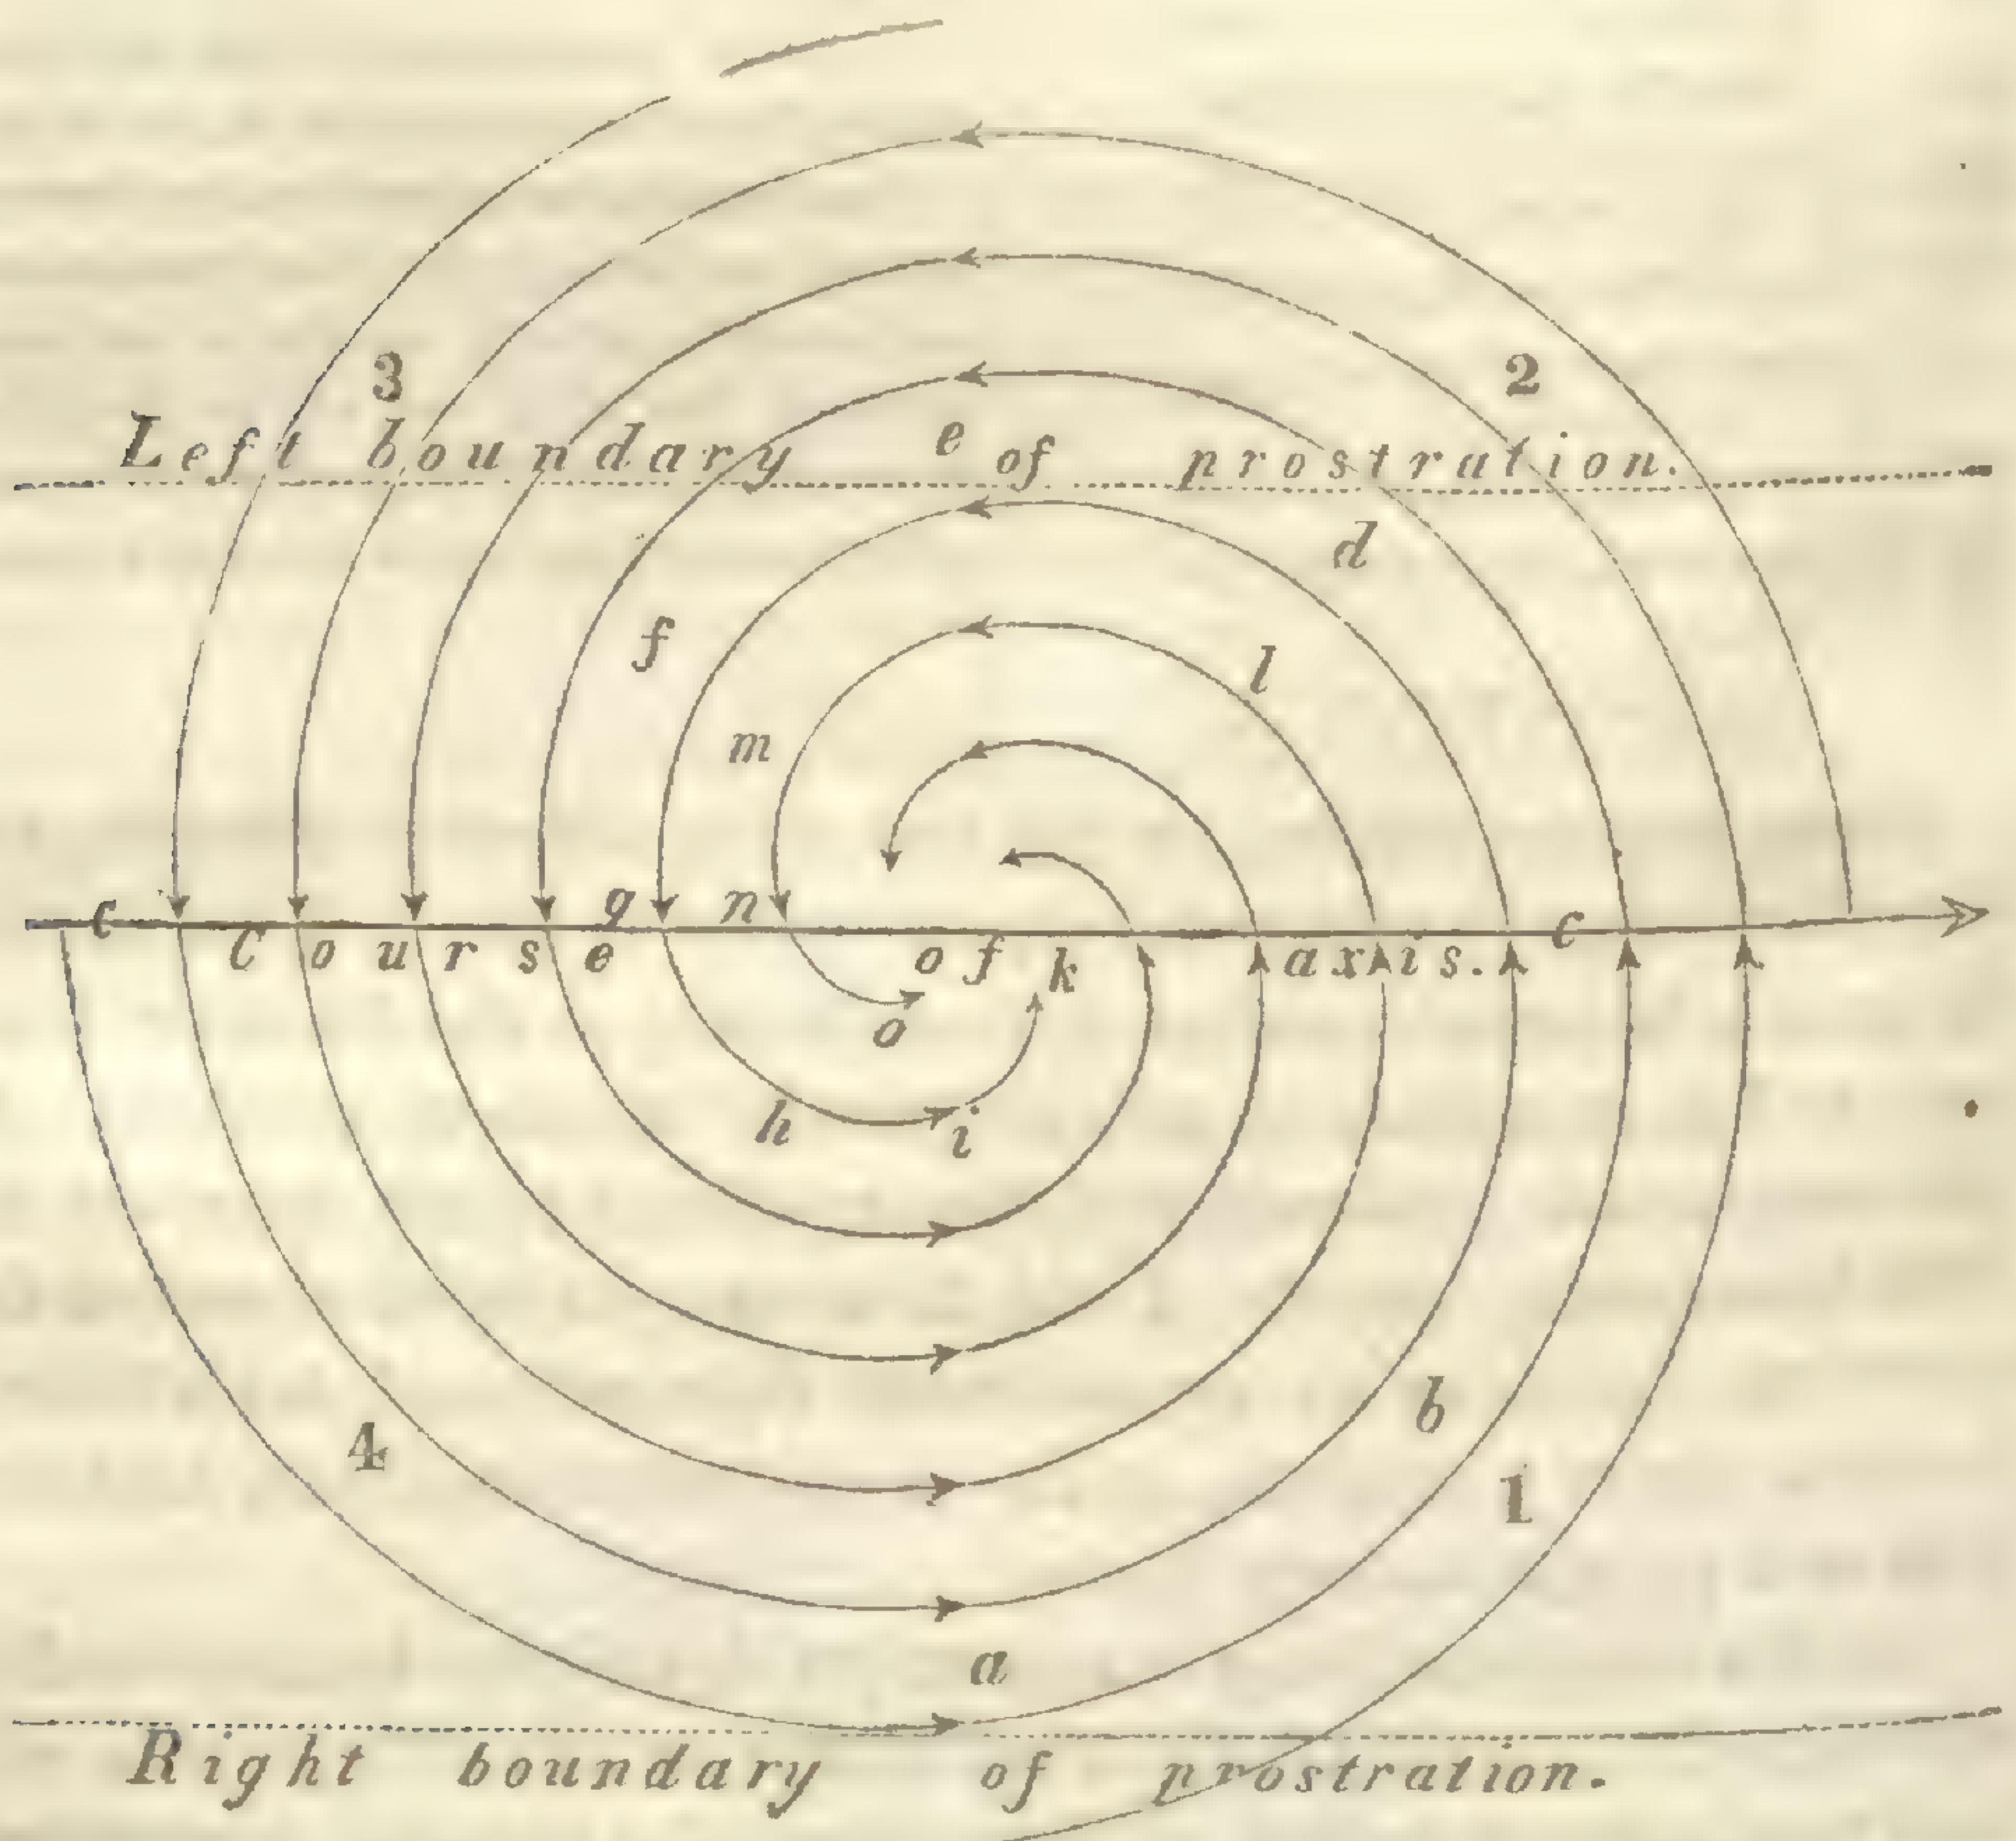 3 2
Left boundary e of prostration.
d
f l
m
c g n c
Course of k axis.
o
h i
b
4 1
a
Right boundary of prostration.